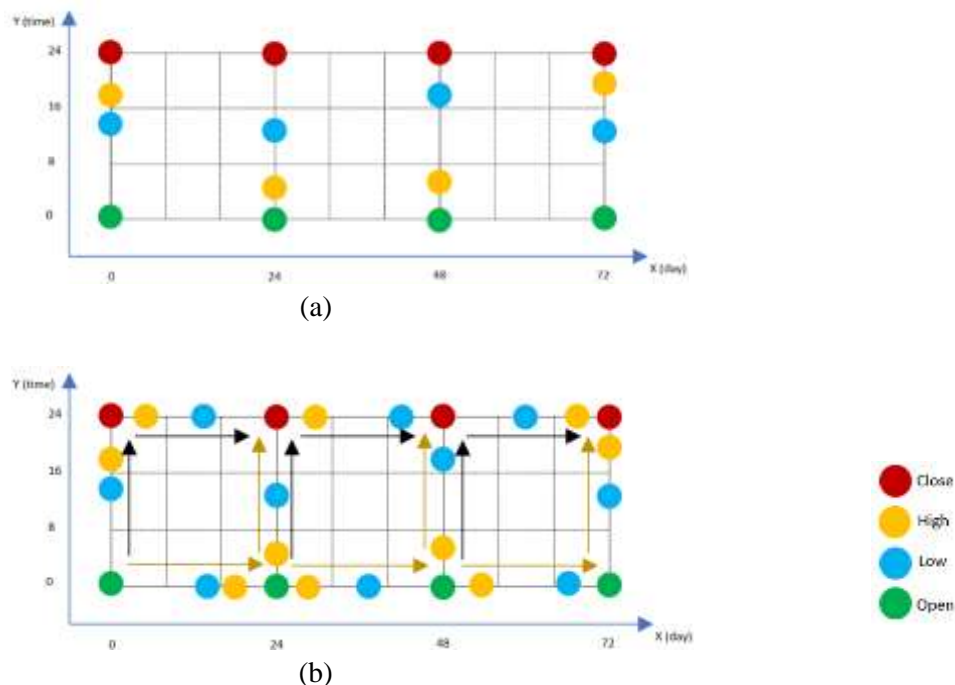 Y (time)
24
16
8
0
0 24 48 72
X (day)
(a)
Y (time)
24
16
8
0
0 24 48 72
X (day)
(b)
Close
High
Low
Open